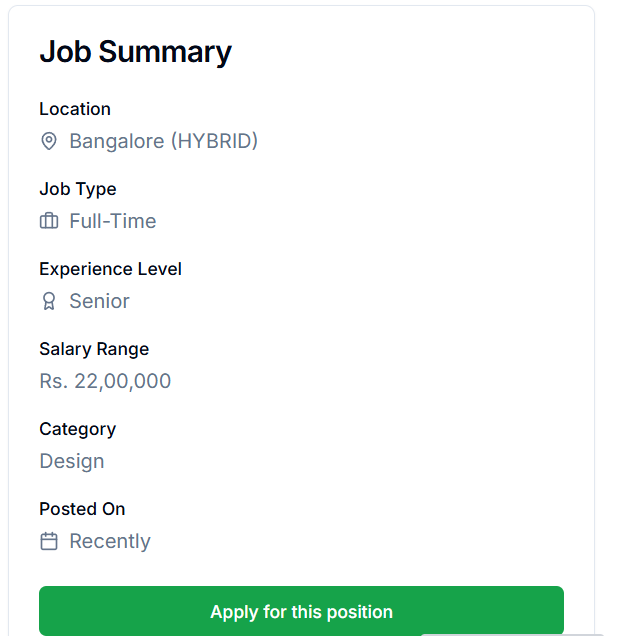 Job Summary
Location
Bangalore (HYBRID)
Job Type
Full-Time
Experience Level
Senior
Salary Range
Rs. 22,00,000
Category
Design
Posted On
Recently
Apply for this position